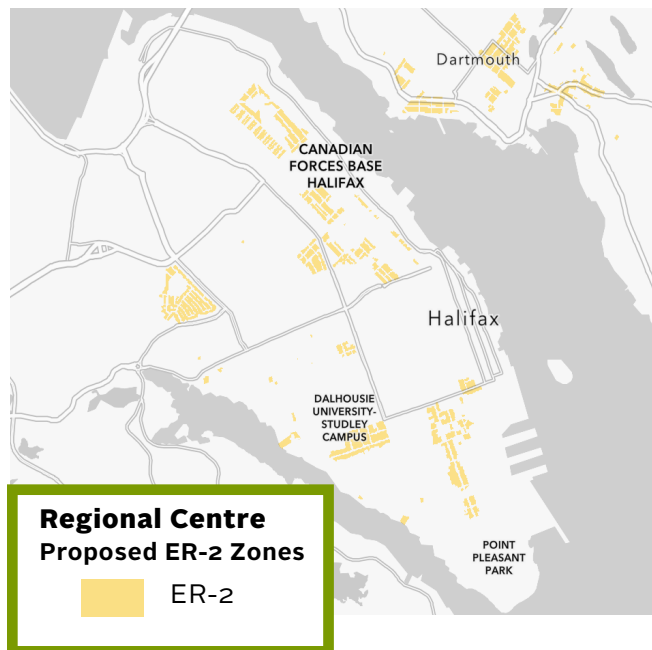 Dartmouth
CANADIAN
FORCES BASE
HALIFAX
Halifax
DALHOUSIE
UNIVERSITY-
STUDLEY
CAMPUS
POINT
PLEASANT
PARK
Regional Centre
Proposed ER-2 Zones
ER-2